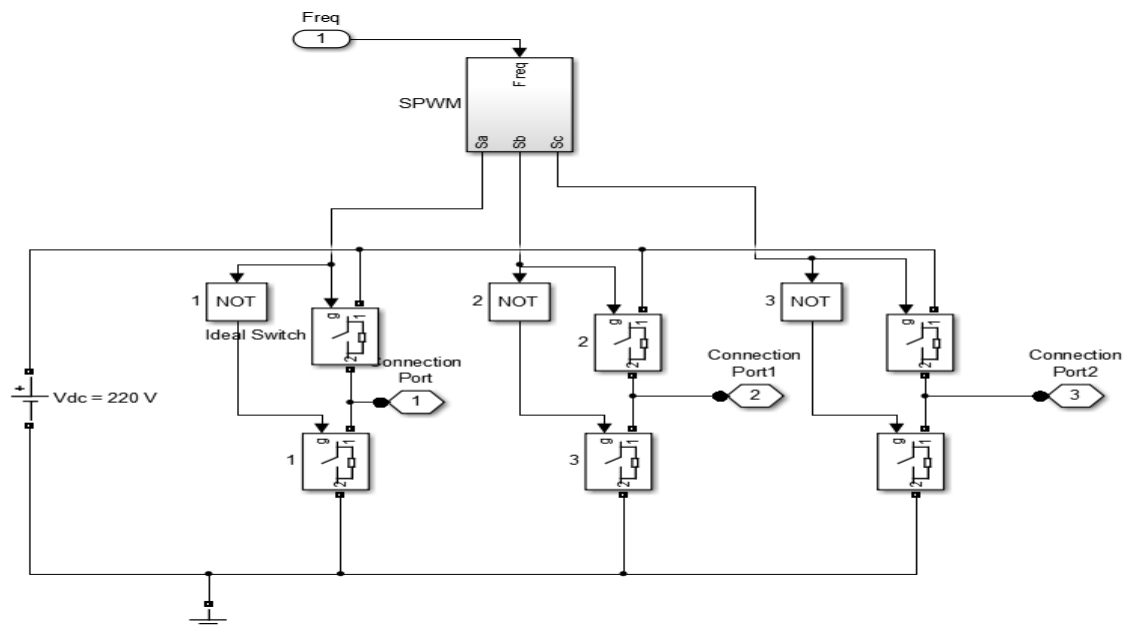 Freq
1
Freq
SPWM
Sa
Sb
Sc
1
NOT
2
NOT
3
NOT
g
1
2
Ideal Switch
g
1
2
2
g
1
2
Connection
Port
1
Connection
Port1
2
Connection
Port2
3
+
Vdc = 220 V
1
g
1
2
3
g
1
2
g
1
2